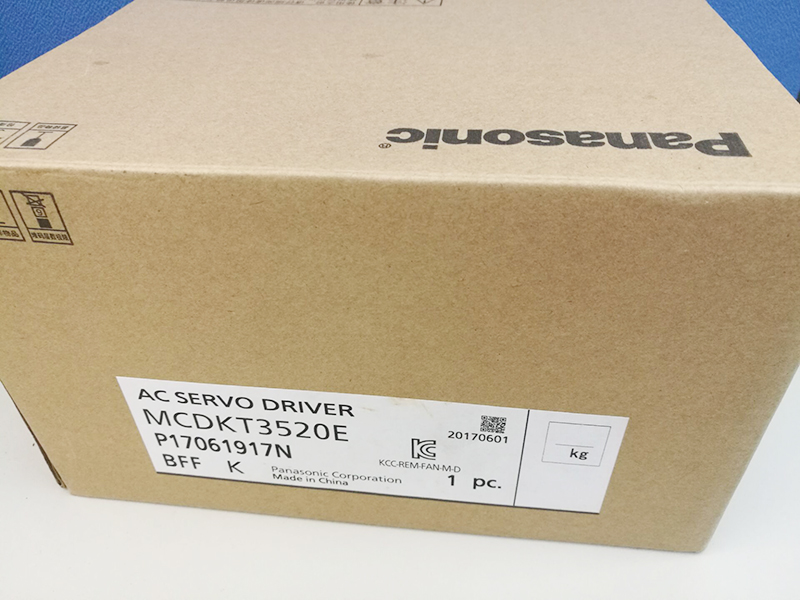 Panasonic®
AC SERVO DRIVER
MCDKT3520E
P17061917N
BFF K
20170601
KCC-REM-FAN-M-D
Panasonic Corporation
Made in China
1 pc.
kg